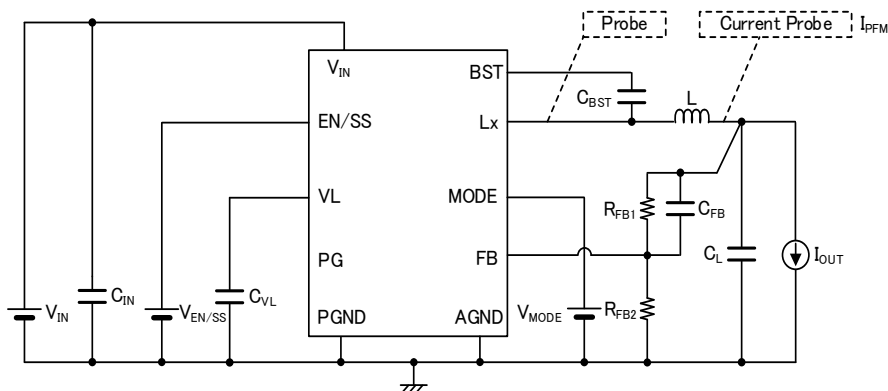 Probe
Current Probe
IPFM
VIN
BST
CBST
L
EN/SS
Lx
VL
MODE
RFB1
CFB
PG
FB
CL
IOUT
VIN
CIN
VEN/SS
CVL
PGND
AGND
VMODE
RFB2